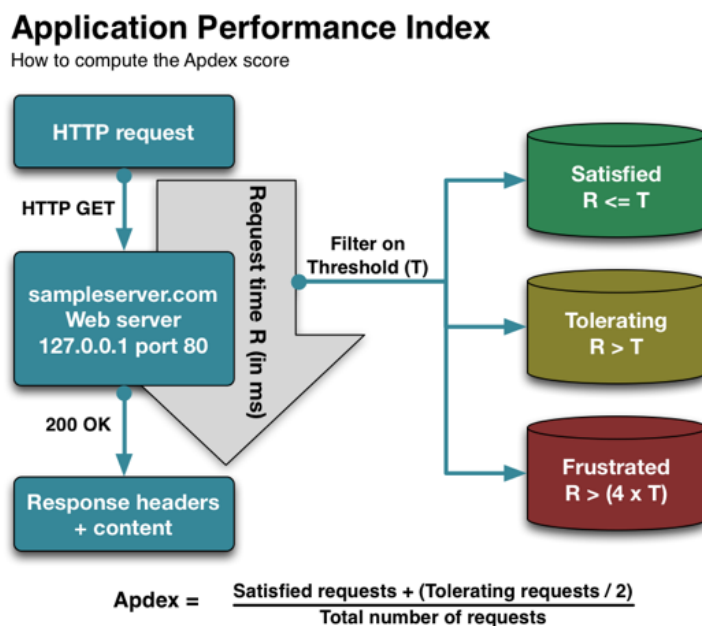 Application Performance Index
How to compute the Apdex score
HTTP request
HTTP GET
sampleserver.com
Web server
127.0.0.1 port 80
200 OK
Response headers
+ content
Request time R (in ms)
Filter on
Threshold (T)
Satisfied
R <= T
Tolerating
R > T
Frustrated
R > (4 x T)
Apdex =
Satisfied requests + (Tolerating requests / 2)
Total number of requests